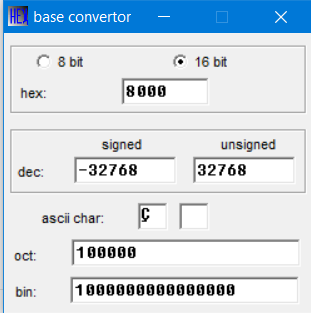 HEX base convertor
8 bit 16 bit
hex: 8000
signed unsigned
dec: -32768 32768
ascii char: Ç
oct: 100000
bin: 1000000000000000